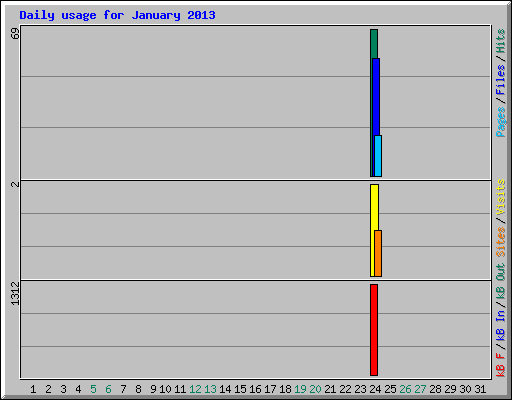 Daily usage for January 2013
69
2
1312
Pages / Files / Hits
Sites / Visits
kB F / kB In / kB Out
1 2 3 4 5 6 7 8 9 10 11 12 13 14 15 16 17 18 19 20 21 22 23 24 25 26 27 28 29 30 31